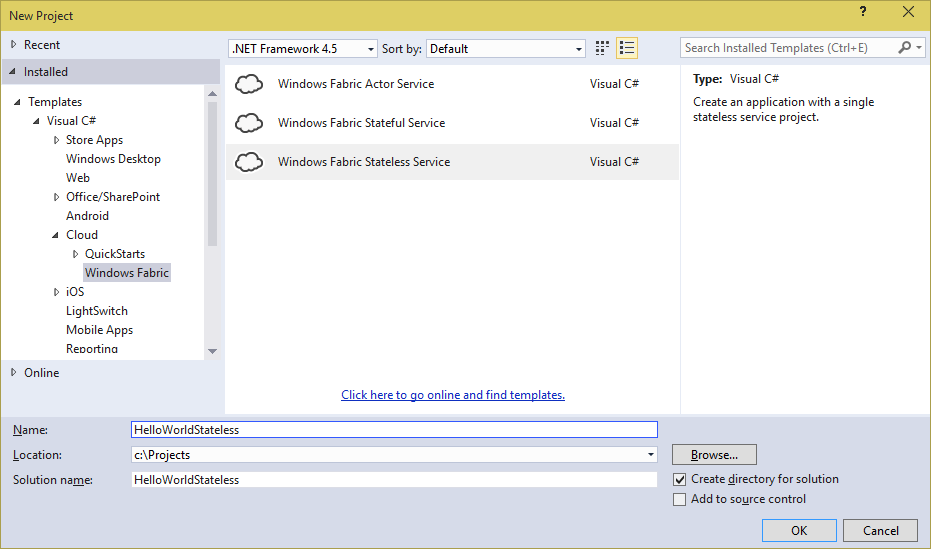 New Project
?
Recent
.NET Framework 4.5
Sort by: Default
Search Installed Templates (Ctrl+E)
Installed
Templates
Visual C#
Store Apps
Windows Desktop
Web
Office/SharePoint
Android
Cloud
QuickStarts
Windows Fabric
iOS
LightSwitch
Mobile Apps
Reporting
Online
Windows Fabric Actor Service Visual C#
Windows Fabric Stateful Service Visual C#
Windows Fabric Stateless Service Visual C#
Click here to go online and find templates.
Type: Visual C#
Create an application with a single
stateless service project.
Name: HelloWorldStateless
Location: c:\Projects
Browse...
Solution name: HelloWorldStateless
Create directory for solution
Add to source control
OK
Cancel